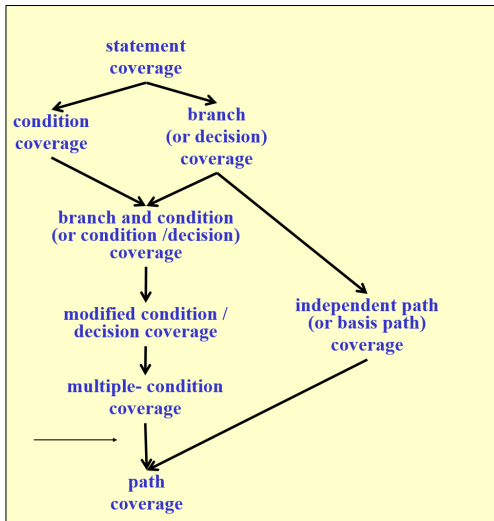 statement
coverage
condition
coverage
branch
(or decision)
coverage
branch and condition
(or condition /decision)
coverage
modified condition /
decision coverage
independent path
(or basis path)
coverage
multiple- condition
coverage
path
coverage